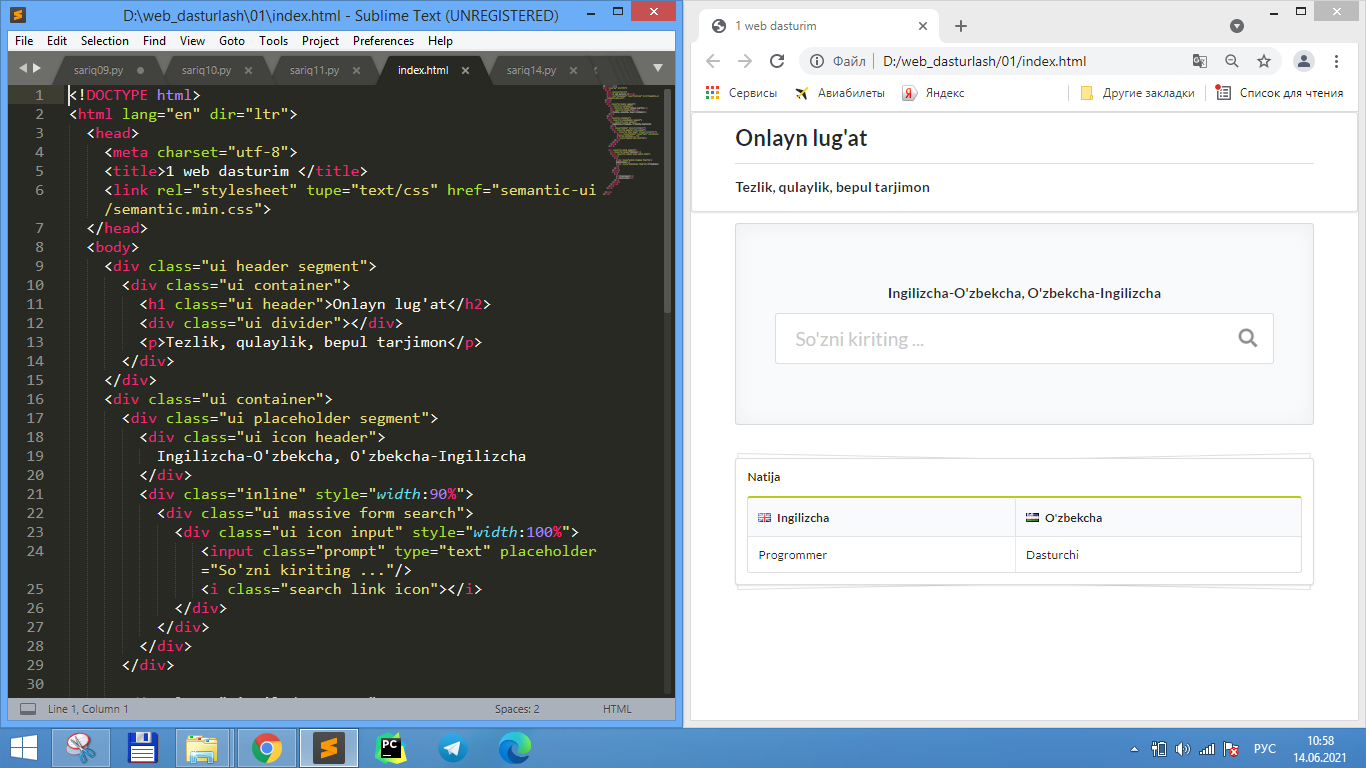 D:\web_dasturlash\01\index.html - Sublime Text (UNREGISTERED)
File Edit Selection Find View Goto Tools Project Preferences Help
sariq09.py sariq10.py sariq11.py index.html sariq14.py
1 <!DOCTYPE html>
2 <html lang="en" dir="ltr">
3 <head>
4 <meta charset="utf-8">
5 <title>1 web dasturim </title>
6 <link rel="stylesheet" tupe="text/css" href="semantic-ui
/semantic.min.css">
7 </head>
8 <body>
9 <div class="ui header segment">
10 <div class="ui container">
11 <h1 class="ui header">Onlayn lug'at</h2>
12 <div class="ui divider"></div>
13 <p>Tezlik, qulaylik, bepul tarjimon</p>
14 </div>
15 </div>
16 <div class="ui container">
17 <div class="ui placeholder segment">
18 <div class="ui icon header">
19 Ingilizcha-O'zbekcha, O'zbekcha-Ingilizcha
20 </div>
21 <div class="inline" style="width:90%">
22 <div class="ui massive form search">
23 <div class="ui icon input" style="width:100%">
24 <input class="prompt" type="text" placeholder
="So'zni kiriting ..."/>
25 <i class="search link icon"></i>
26 </div>
27 </div>
28 </div>
29 </div>
30
Line 1, Column 1 Spaces: 2 HTML
1 web dasturim
Файл D:/web_dasturlash/01/index.html
Сервисы Авиабилеты Яндекс Другие закладки Список для чтения
Onlayn lug'at
Tezlik, qulaylik, bepul tarjimon
Ingilizcha-O'zbekcha, O'zbekcha-Ingilizcha
So'zni kiriting ...
Natija
Ingilizcha O'zbekcha
Progrommer Dasturchi
PC
РУС
10:58
14.06.2021